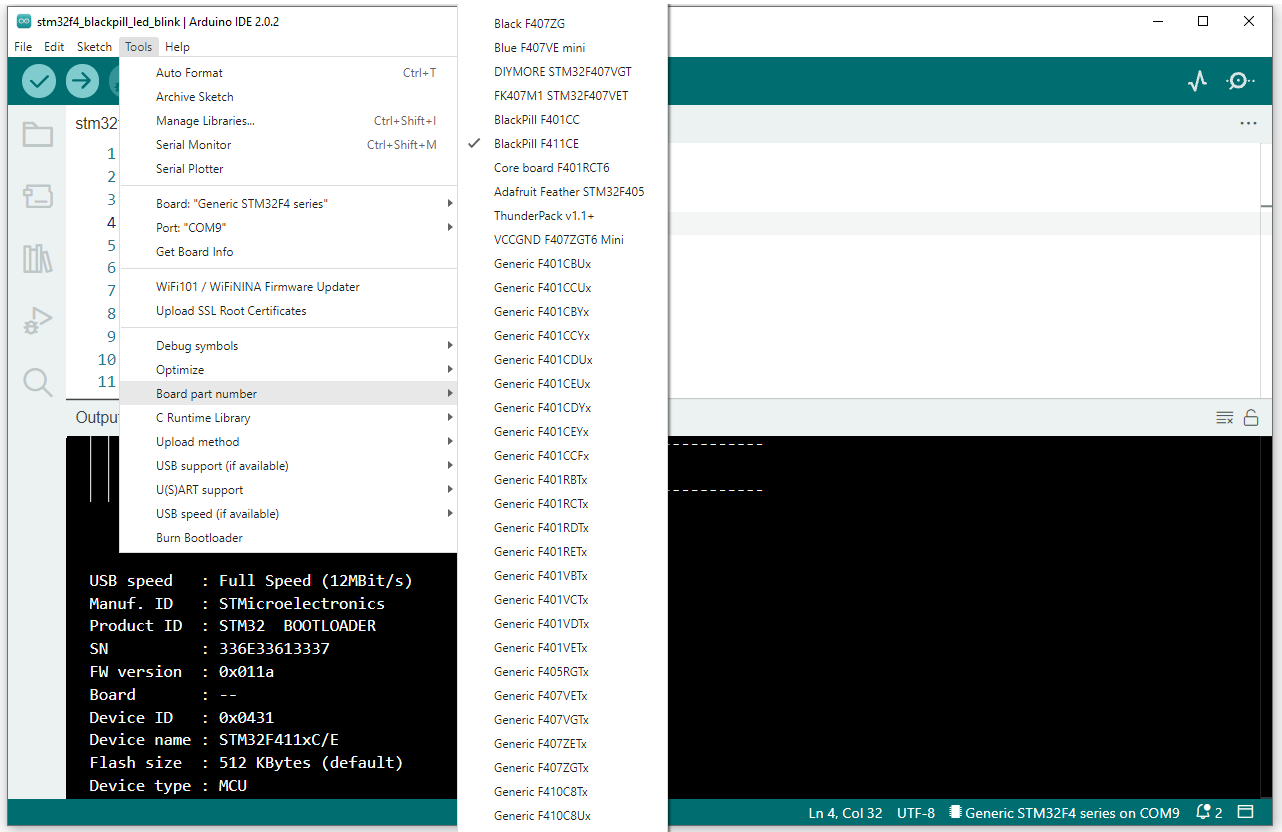 stm32f4_blackpill_led_blink | Arduino IDE 2.0.2
File Edit Sketch Tools Help
Auto Format Ctrl+T
Archive Sketch
Manage Libraries... Ctrl+Shift+I
Serial Monitor Ctrl+Shift+M
Serial Plotter
Board: "Generic STM32F4 series"
Port: "COM9"
Get Board Info
WiFi101 / WiFiNINA Firmware Updater
Upload SSL Root Certificates
Debug symbols
Optimize
Board part number
C Runtime Library
Upload method
USB support (if available)
U(S)ART support
USB speed (if available)
Burn Bootloader
Black F407ZG
Blue F407VE mini
DIYMORE STM32F407VGT
FK407M1 STM32F407VET
BlackPill F401CC
BlackPill F411CE
Core board F401RCT6
Adafruit Feather STM32F405
ThunderPack v1.1+
VCCGND F407ZGT6 Mini
Generic F401CBUx
Generic F401CCUx
Generic F401CBYx
Generic F401CCYx
Generic F401CDUx
Generic F401CEUx
Generic F401CDYx
Generic F401CEYx
Generic F401CCFx
Generic F401RBTx
Generic F401RCTx
Generic F401RDTx
Generic F401RETx
Generic F401VBTx
Generic F401VCTx
Generic F401VDTx
Generic F401VETx
Generic F405RGTx
Generic F407VETx
Generic F407VGTx
Generic F407ZETx
Generic F407ZGTx
Generic F410C8Tx
Generic F410C8Ux
stm32
1
2
3
4
5
6
7
8
9
10
11
Outpu
-----------
-----------
USB speed : Full Speed (12MBit/s)
Manuf. ID : STMicroelectronics
Product ID : STM32 BOOTLOADER
SN : 336E33613337
FW version : 0x011a
Board : --
Device ID : 0x0431
Device name : STM32F411xC/E
Flash size : 512 KBytes (default)
Device type : MCU
Ln 4, Col 32 UTF-8 Generic STM32F4 series on COM9 2